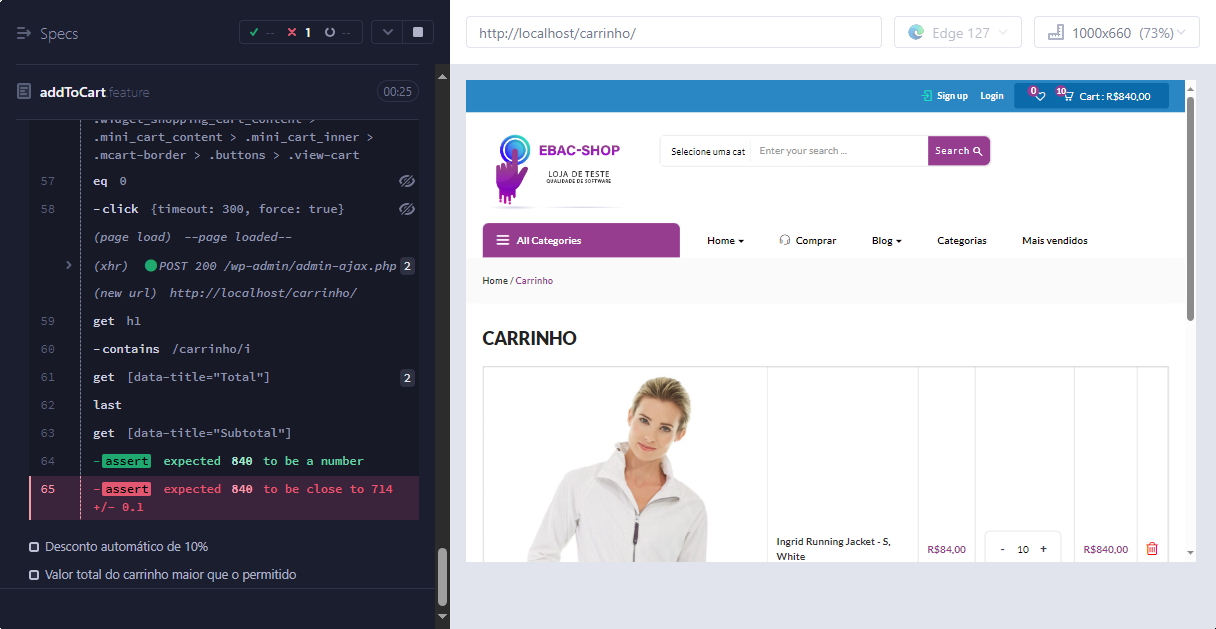 Specs
-- 1 --
addToCart.feature
00:25
.widget_shopping_cart_content >
.mini_cart_content > .mini_cart_inner >
.mcart-border > .buttons > .view-cart
57 eq 0
58 -click {timeout: 300, force: true}
(page load) --page loaded--
(xhr) POST 200 /wp-admin/admin-ajax.php 2
(new url) http://localhost/carrinho/
59 get h1
60 -contains /carrinho/i
61 get [data-title="Total"] 2
62 last
63 get [data-title="Subtotal"]
64 -assert expected 840 to be a number
65 -assert expected 840 to be close to 714
+/- 0.1
Desconto automático de 10%
Valor total do carrinho maior que o permitido
http://localhost/carrinho/
Edge 127
1000x660 (73%)
Sign up Login 0 10 Cart : R$840,00
EBAC-SHOP
LOJA DE TESTE
QUALIDADE DE SOFTWARE
Selecione uma cat Enter your search ... Search
All Categories Home Comprar Blog Categorias Mais vendidos
Home / Carrinho
CARRINHO
Ingrid Running Jacket - S,
White
R$84,00 - 10 + R$840,00